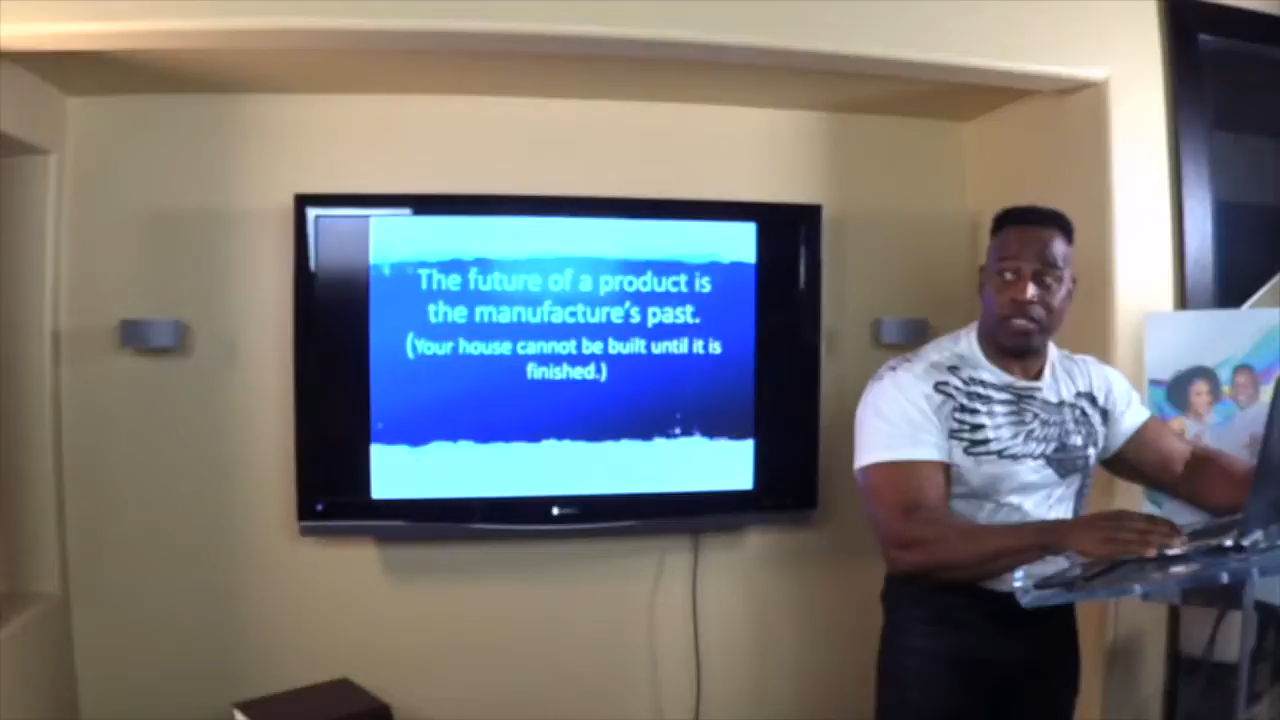 The future of a product is
the manufacture's past.
(Your house cannot be built until it is
finished.)